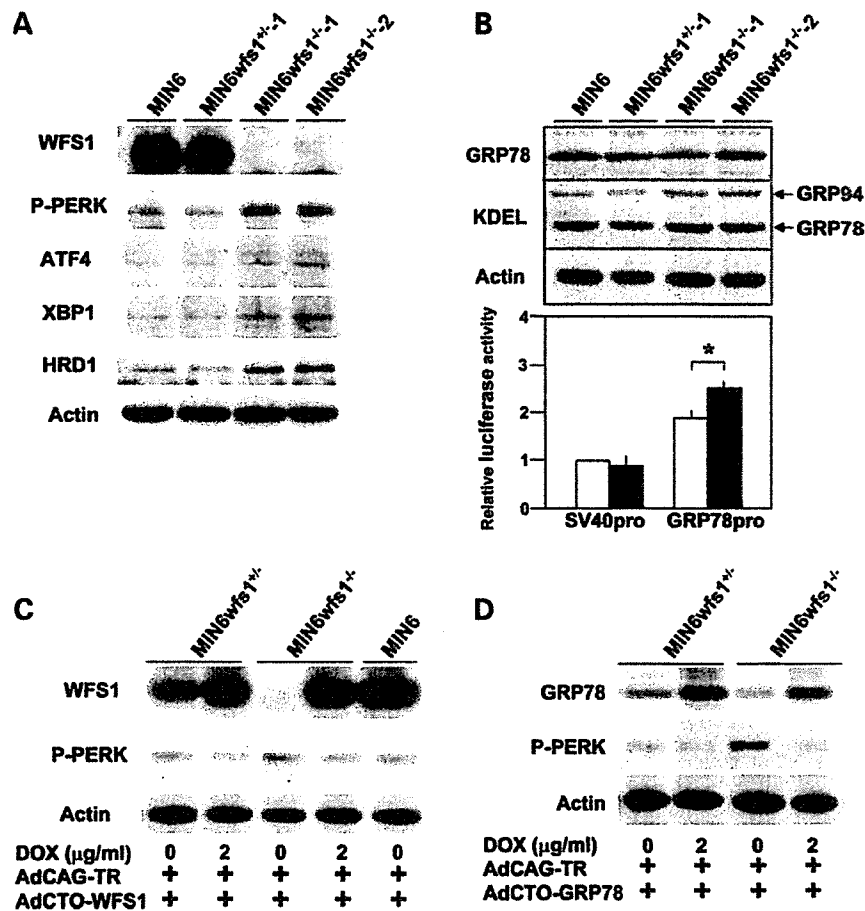 A
MIN6
MIN6wfs1+/--1
MIN6wfs1-/--1
MIN6wfs1-/--2
WFS1
P-PERK
ATF4
XBP1
HRD1
Actin
B
MIN6
MIN6wfs1+/--1
MIN6wfs1-/--1
MIN6wfs1-/--2
GRP78
KDEL
←GRP94
←GRP78
Actin
Relative luciferase activity
4
3
2
1
0
*
SV40pro GRP78pro
C
MIN6wfs1+/-
MIN6wfs1-/-
MIN6
WFS1
P-PERK
Actin
DOX (μg/ml) 0 2 0 2 0
AdCAG-TR + + + + +
AdCTO-WFS1 + + + + +
D
MIN6wfs1+/-
MIN6wfs1-/-
GRP78
P-PERK
Actin
DOX (μg/ml) 0 2 0 2
AdCAG-TR + + + +
AdCTO-GRP78 + + + +